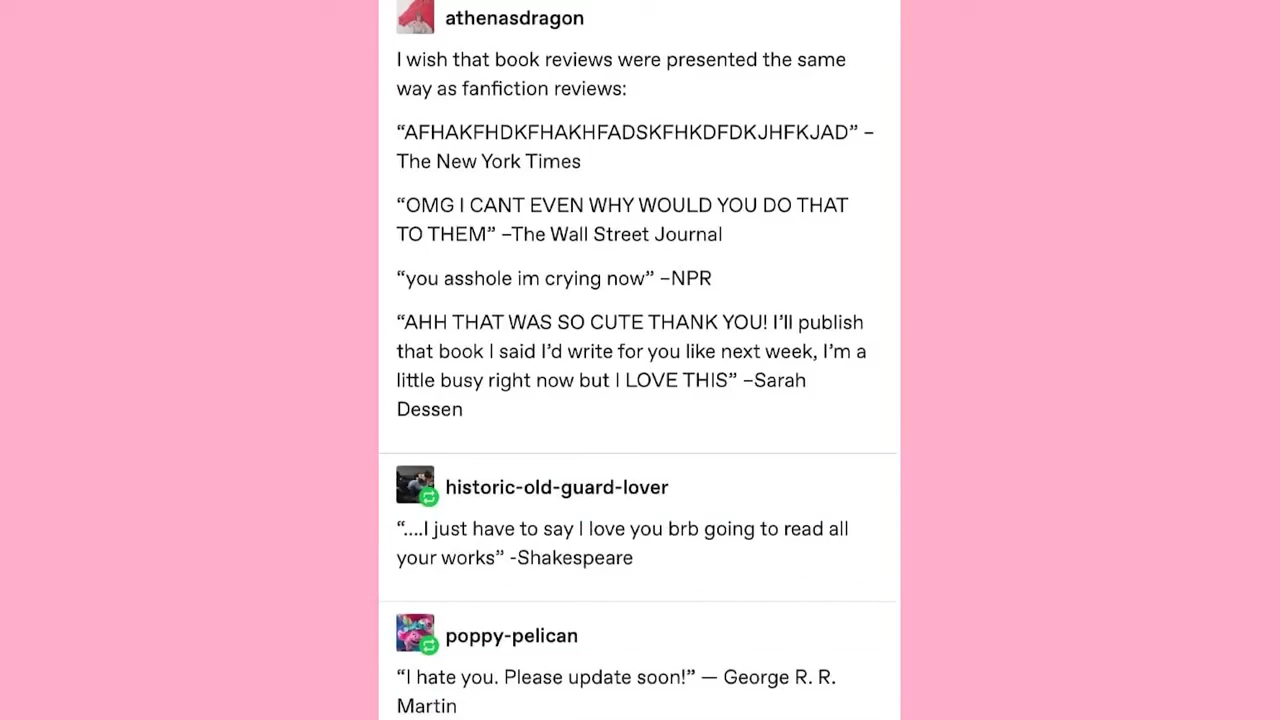 athenasdragon
I wish that book reviews were presented the same
way as fanfiction reviews:
“AFHAKFHDKFHAKHFADSKFHKDFDKJHFKJAD” –
The New York Times
“OMG I CANT EVEN WHY WOULD YOU DO THAT
TO THEM” –The Wall Street Journal
“you asshole im crying now” –NPR
“AHH THAT WAS SO CUTE THANK YOU! I’ll publish
that book I said I’d write for you like next week, I’m a
little busy right now but I LOVE THIS” –Sarah
Dessen
historic-old-guard-lover
“....I just have to say I love you brb going to read all
your works” -Shakespeare
poppy-pelican
“I hate you. Please update soon!” — George R. R.
Martin